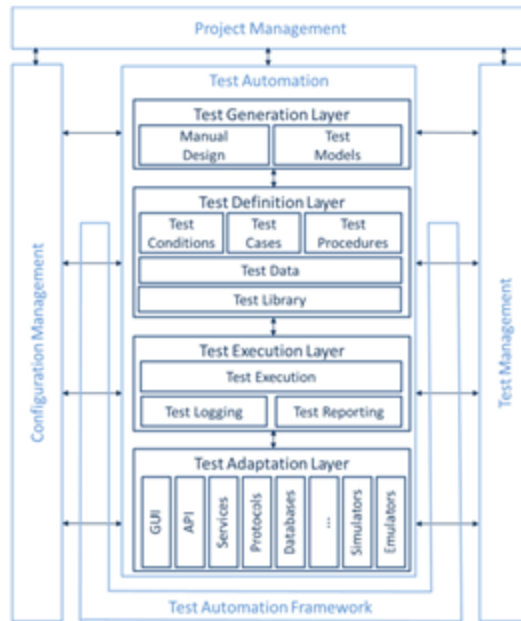 Project Management
Configuration Management
Test Automation
Test Generation Layer
Manual
Design
Test
Models
Test Definition Layer
Test
Conditions
Test
Cases
Test
Procedures
Test Data
Test Library
Test Execution Layer
Test Execution
Test Logging
Test Reporting
Test Adaptation Layer
GUI
API
Services
Protocols
Databases
...
Simulators
Emulators
Test Management
Test Automation Framework